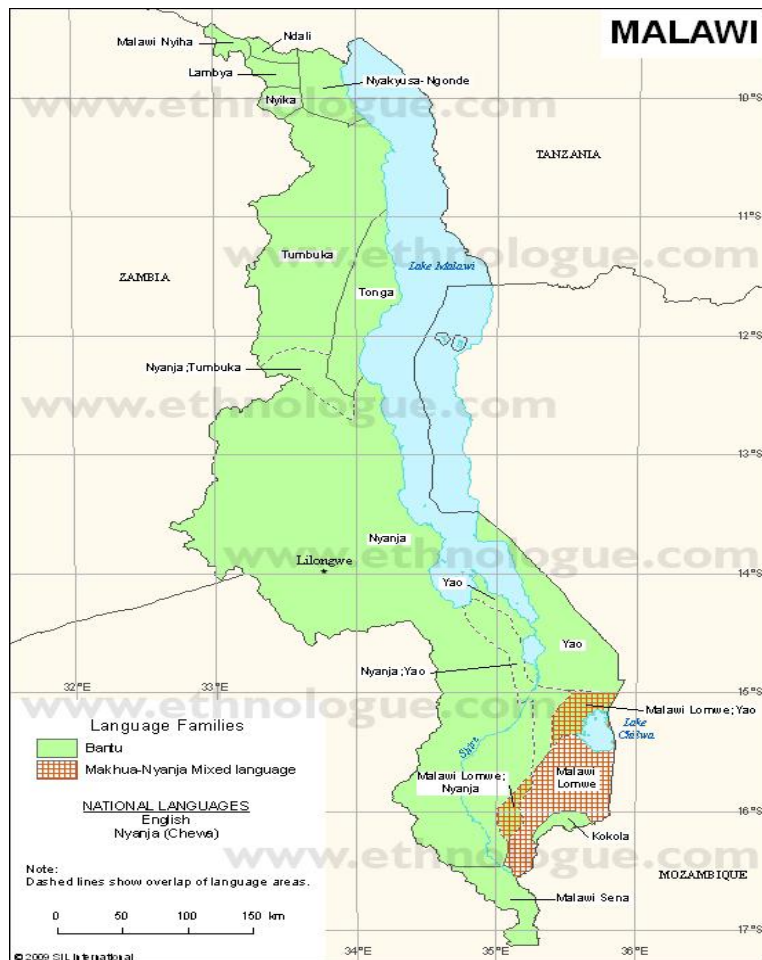 MALAWI
Ndali
Malawi Nyiha
Lambya
Nyakyusa-Ngonde
Nyika
www.ethnologue.com
10°S
TANZANIA
11°S
Tumbuka
www.ethnologue.com
Lake Malawi
ZAMBIA
Tonga
12°S
Nyanja;Tumbuka
www.ethnologue.com
13°S
Nyanja
www.ethnologue.com
Lilongwe
14°S
Yao
Yao
Nyanja;Yao
32°E
33°E
15°S
www.ethnologue.com
Malawi Lomwe;Yao
Lake
Chilwa
Shire
Language Families
Bantu
Makhua-Nyanja Mixed language
Malawi Lomwe;
Nyanja
Malawi
Lomwe
NATIONAL LANGUAGES
English
Nyanja (Chewa)
16°S
Kokola
www.ethnologue.com
MOZAMBIQUE
Note:
Dashed lines show overlap of language areas.
Malawi Sena
0 50 100 150 km
17°S
34°E
35°E
36°E
© 2009 SIL International